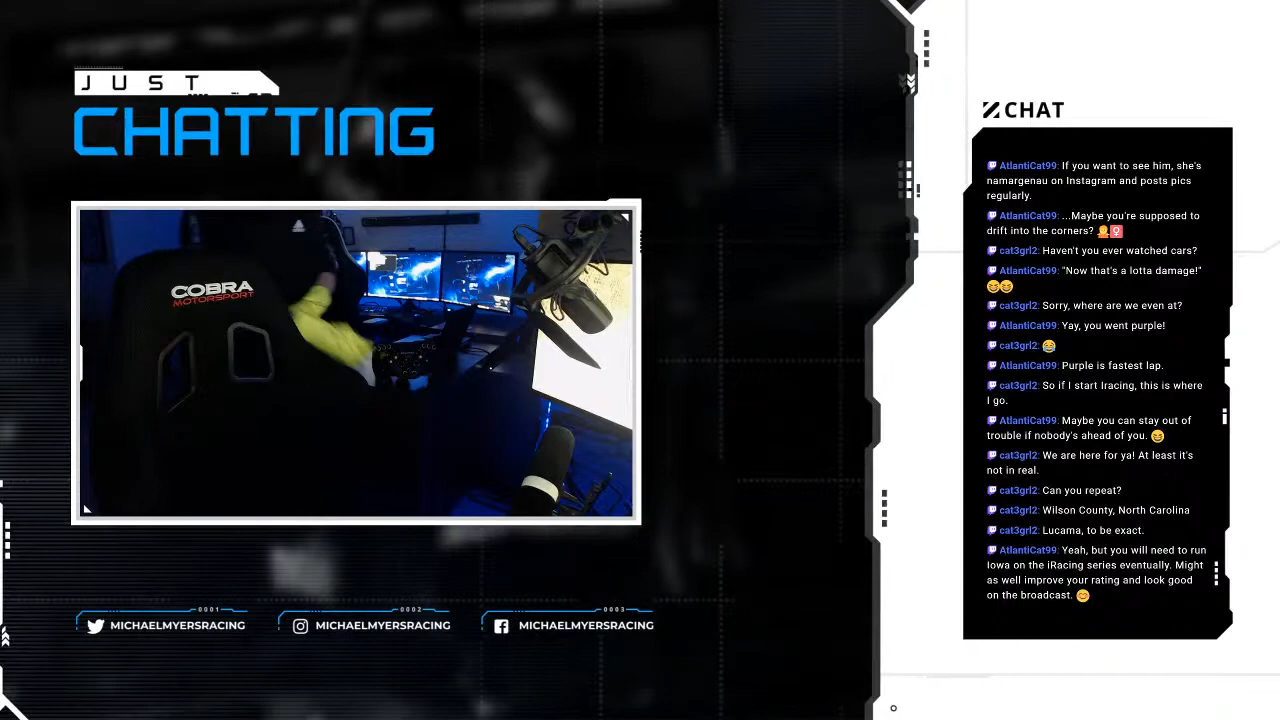 JUST
CHATTING
COBRA
MOTORSPORT
0001
MICHAELMYERSRACING
0002
MICHAELMYERSRACING
0003
MICHAELMYERSRACING
CHAT
AtlantiCat99: If you want to see him, she's
namargenau on Instagram and posts pics
regularly.
AtlantiCat99: ...Maybe you're supposed to
drift into the corners? 🤷‍♀️
cat3grl2: Haven't you ever watched cars?
AtlantiCat99: "Now that's a lotta damage!"
😆😆
cat3grl2: Sorry, where are we even at?
AtlantiCat99: Yay, you went purple!
cat3grl2: 😂
AtlantiCat99: Purple is fastest lap.
cat3grl2: So if I start Iracing, this is where
I go.
AtlantiCat99: Maybe you can stay out of
trouble if nobody's ahead of you. 😆
cat3grl2: We are here for ya! At least it's
not in real.
cat3grl2: Can you repeat?
cat3grl2: Wilson County, North Carolina
cat3grl2: Lucama, to be exact.
AtlantiCat99: Yeah, but you will need to run
Iowa on the iRacing series eventually. Might
as well improve your rating and look good
on the broadcast. 😊